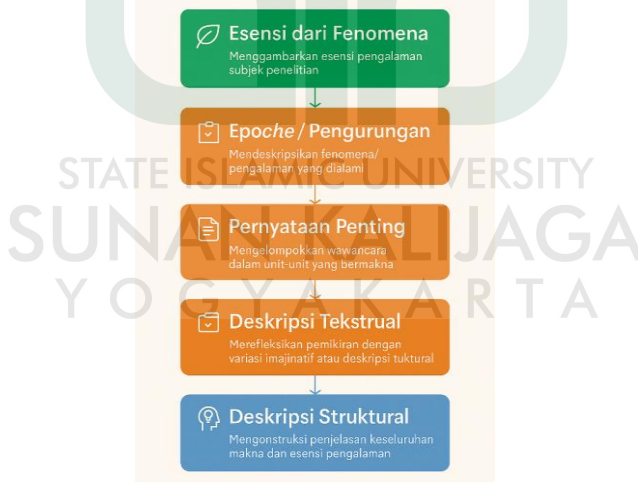 Esensi dari Fenomena
Menggambarkan esensi pengalaman
subjek penelitian
Epoche / Pengurungan
Mendeskripsikan fenomena/
pengalaman yang dialami
STATE ISLAMIC UNIVERSITY
Pernyataan Penting
Mengelompokkan wawancara
dalam unit-unit yang bermakna
SUNAN KALIJAGA
YOGYAKARTA
Deskripsi Tekstrual
Merefleksikan pemikiran dengan
variasi imajinatif atau deskripsi tuktural
Deskripsi Struktural
Mengonstruksi penjelasan keseluruhan
makna dan esensi pengalaman